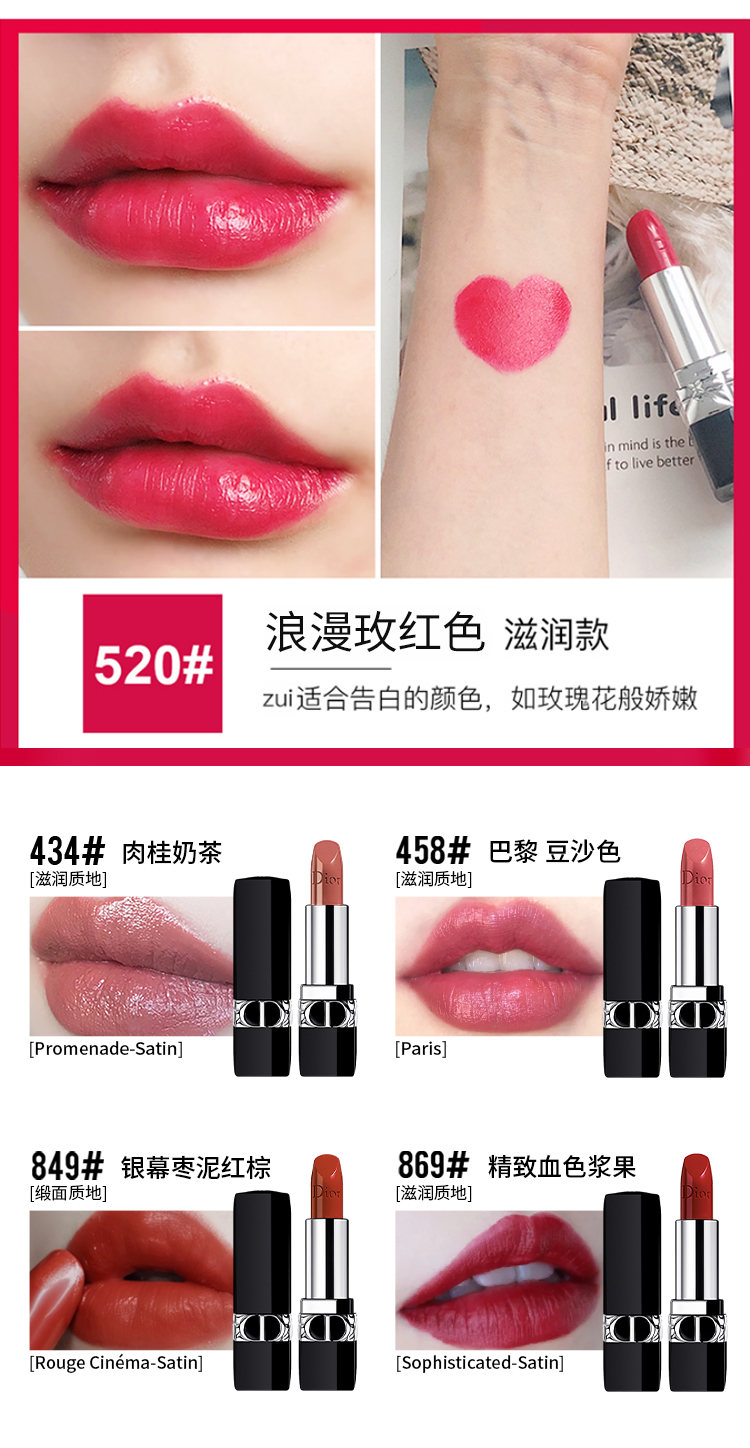 l life
in mind is the
f to live better
520#
浪漫玫红色 滋润款
zui适合告白的颜色，如玫瑰花般娇嫩
434# 肉桂奶茶
[滋润质地]
Dior
[Promenade-Satin]
458# 巴黎 豆沙色
[滋润质地]
Dior
[Paris]
849# 银幕枣泥红棕
[缎面质地]
Dior
[Rouge Cinéma-Satin]
869# 精致血色浆果
[滋润质地]
Dior
[Sophisticated-Satin]